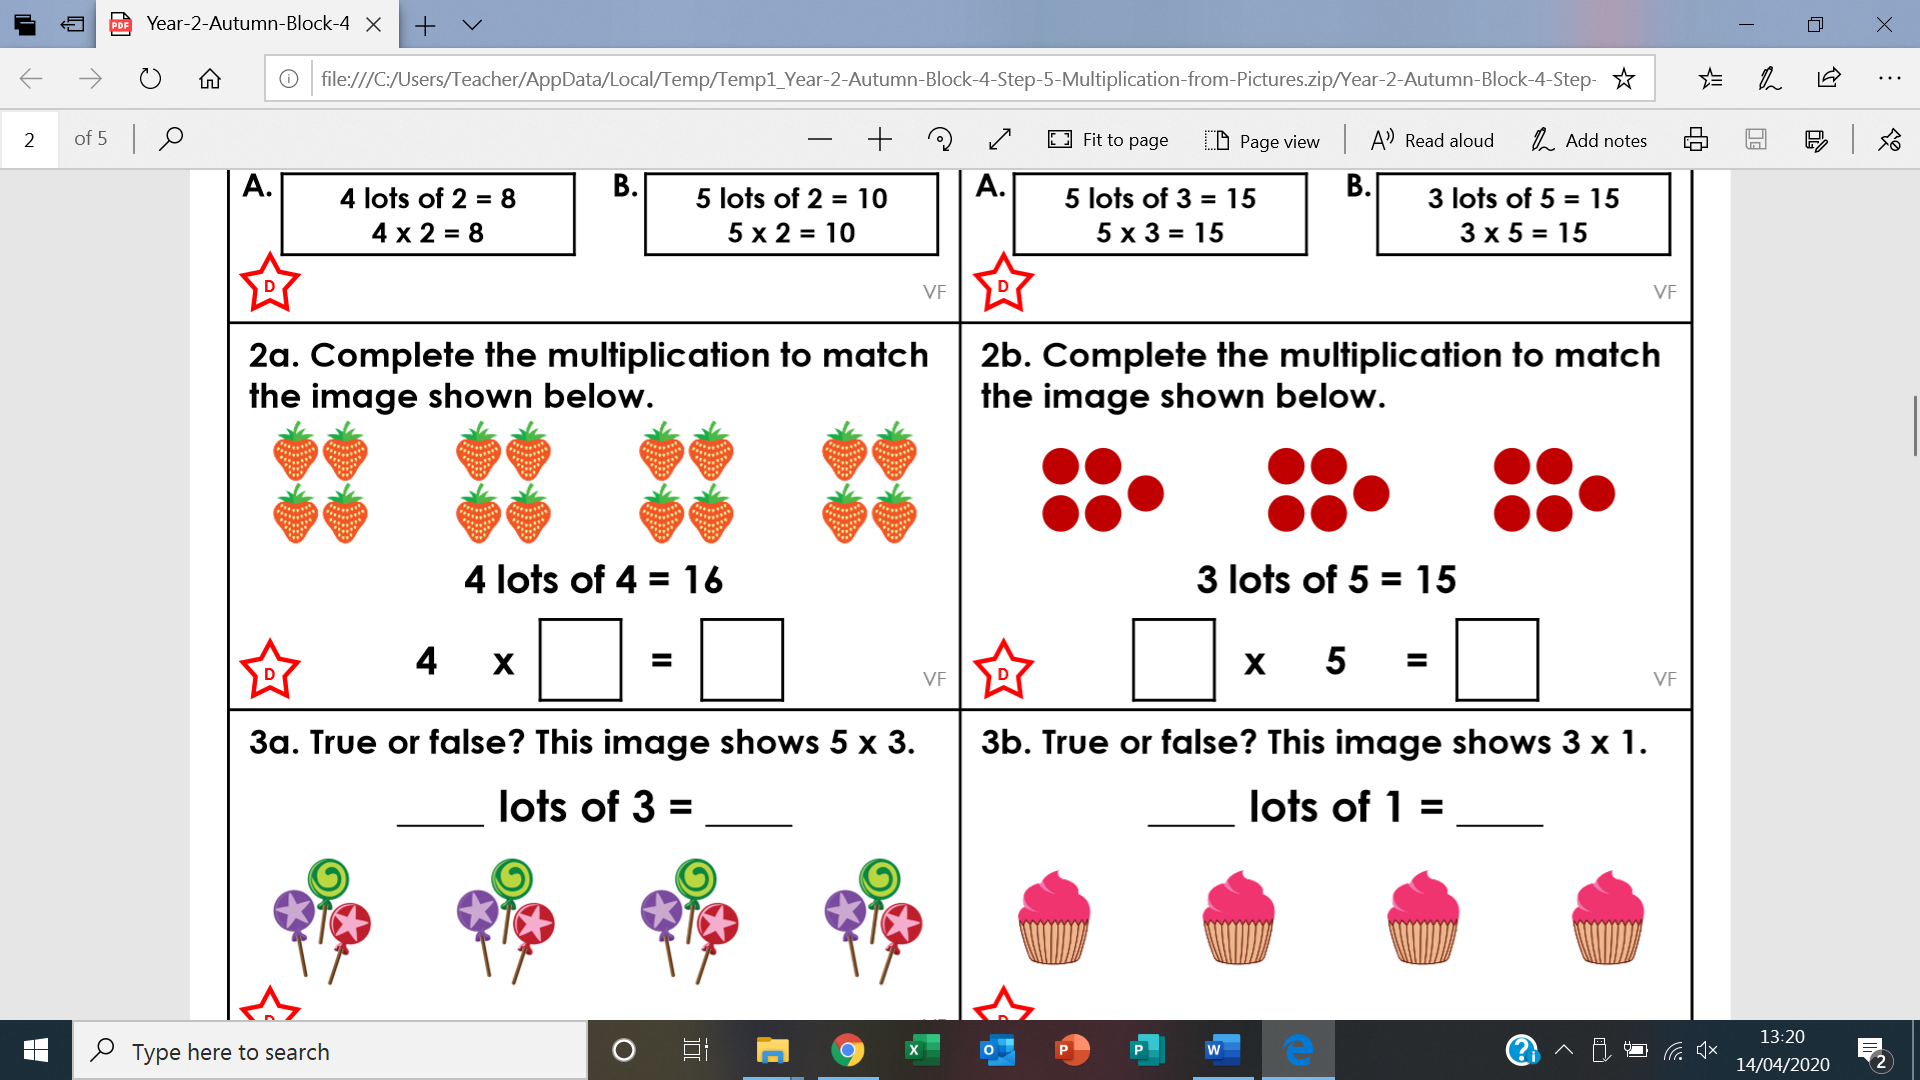 Year-2-Autumn-Block-4
file:///C:/Users/Teacher/AppData/Local/Temp/Temp1_Year-2-Autumn-Block-4-Step-5-Multiplication-from-Pictures.zip/Year-2-Autumn-Block-4-Step-
2 of 5
Fit to page
Page view
Read aloud
Add notes
A.
4 lots of 2 = 8
4 x 2 = 8
B.
5 lots of 2 = 10
5 x 2 = 10
D
VF
A.
5 lots of 3 = 15
5 x 3 = 15
B.
3 lots of 5 = 15
3 x 5 = 15
D
VF
2a. Complete the multiplication to match
the image shown below.
4 lots of 4 = 16
4 x =
D
VF
2b. Complete the multiplication to match
the image shown below.
3 lots of 5 = 15
x 5 =
D
VF
3a. True or false? This image shows 5 x 3.
____ lots of 3 = ____
3b. True or false? This image shows 3 x 1.
____ lots of 1 = ____
Type here to search
13:20
14/04/2020
2